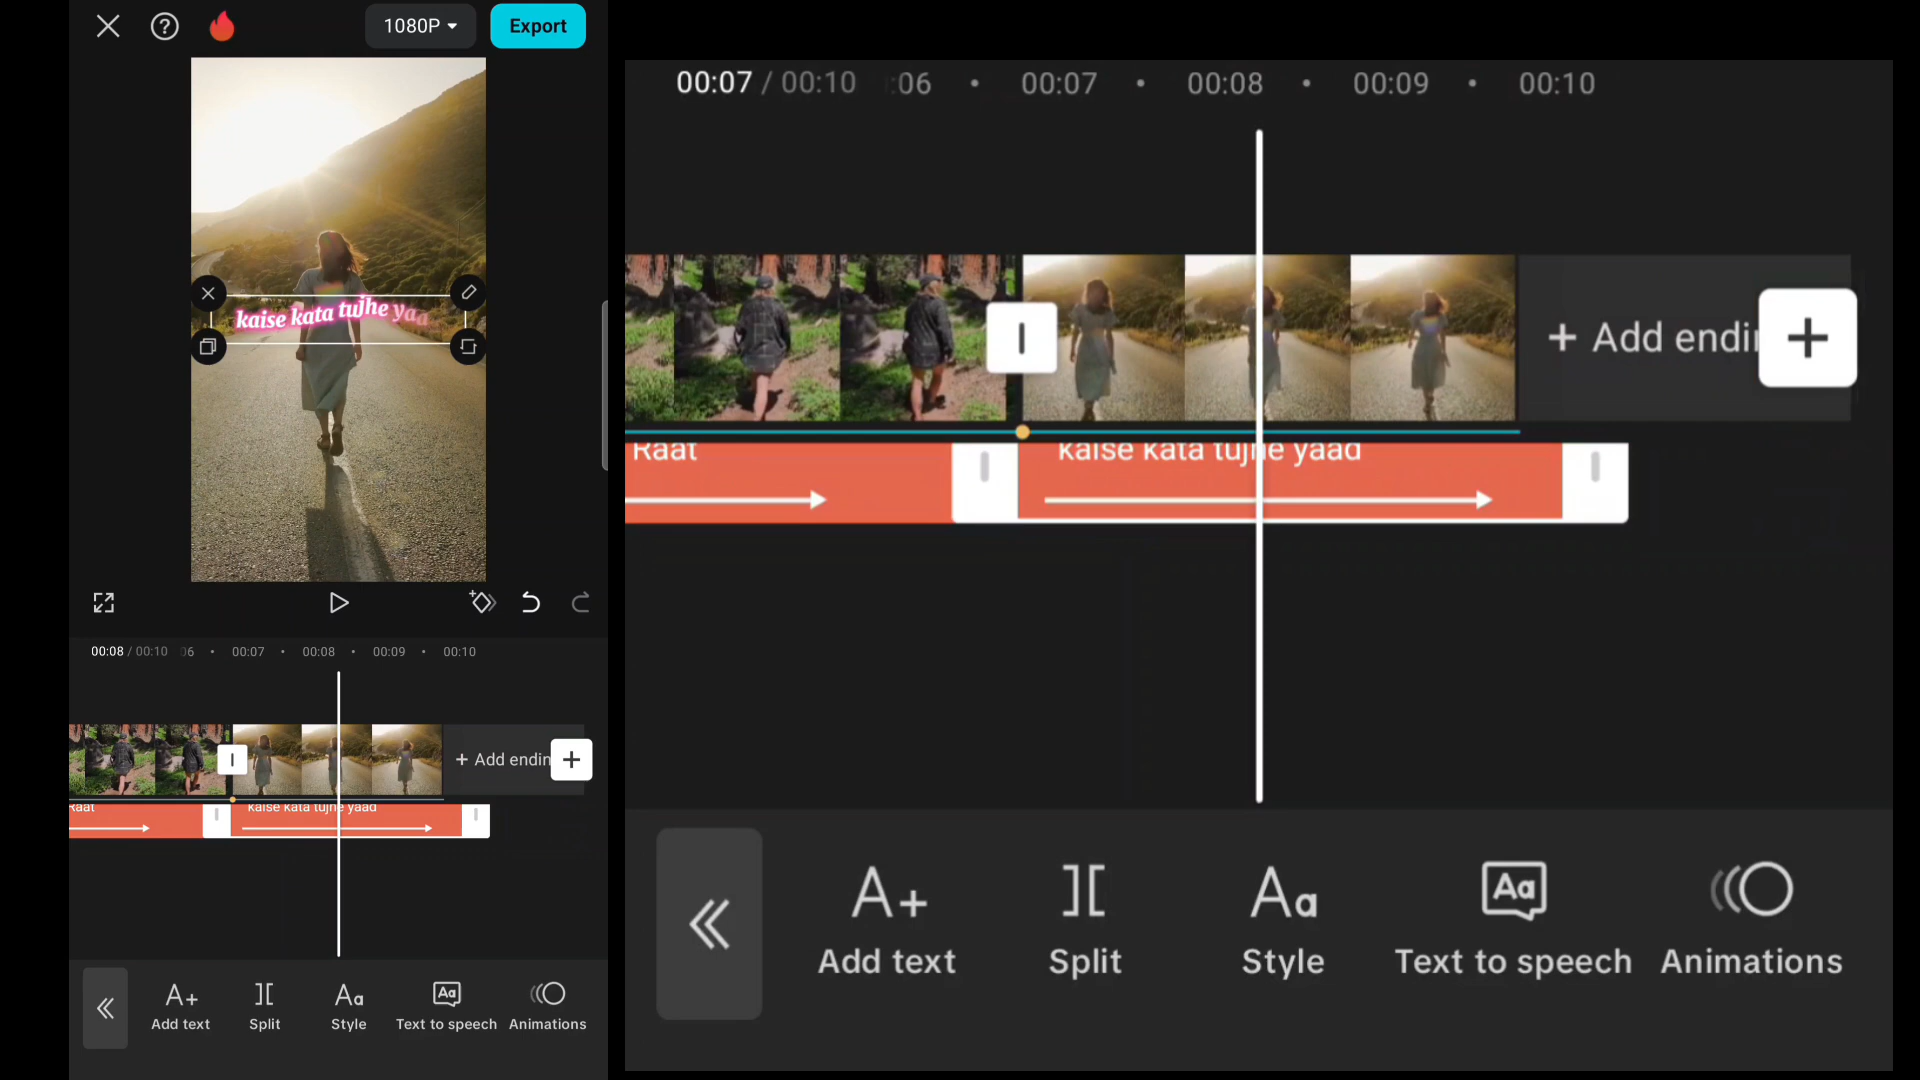 1080P
Export
kaise kata tujhe yaa
00:08 / 00:10 06 00:07 00:08 00:09 00:10
+ Add endin
Raat
kaise kata tujhe yaad
Add text
Split
Style
Text to speech
Animations
00:07 / 00:10 :06 00:07 00:08 00:09 00:10
+ Add endi
Raat
kaise kata tujhe yaad
Add text
Split
Style
Text to speech
Animations